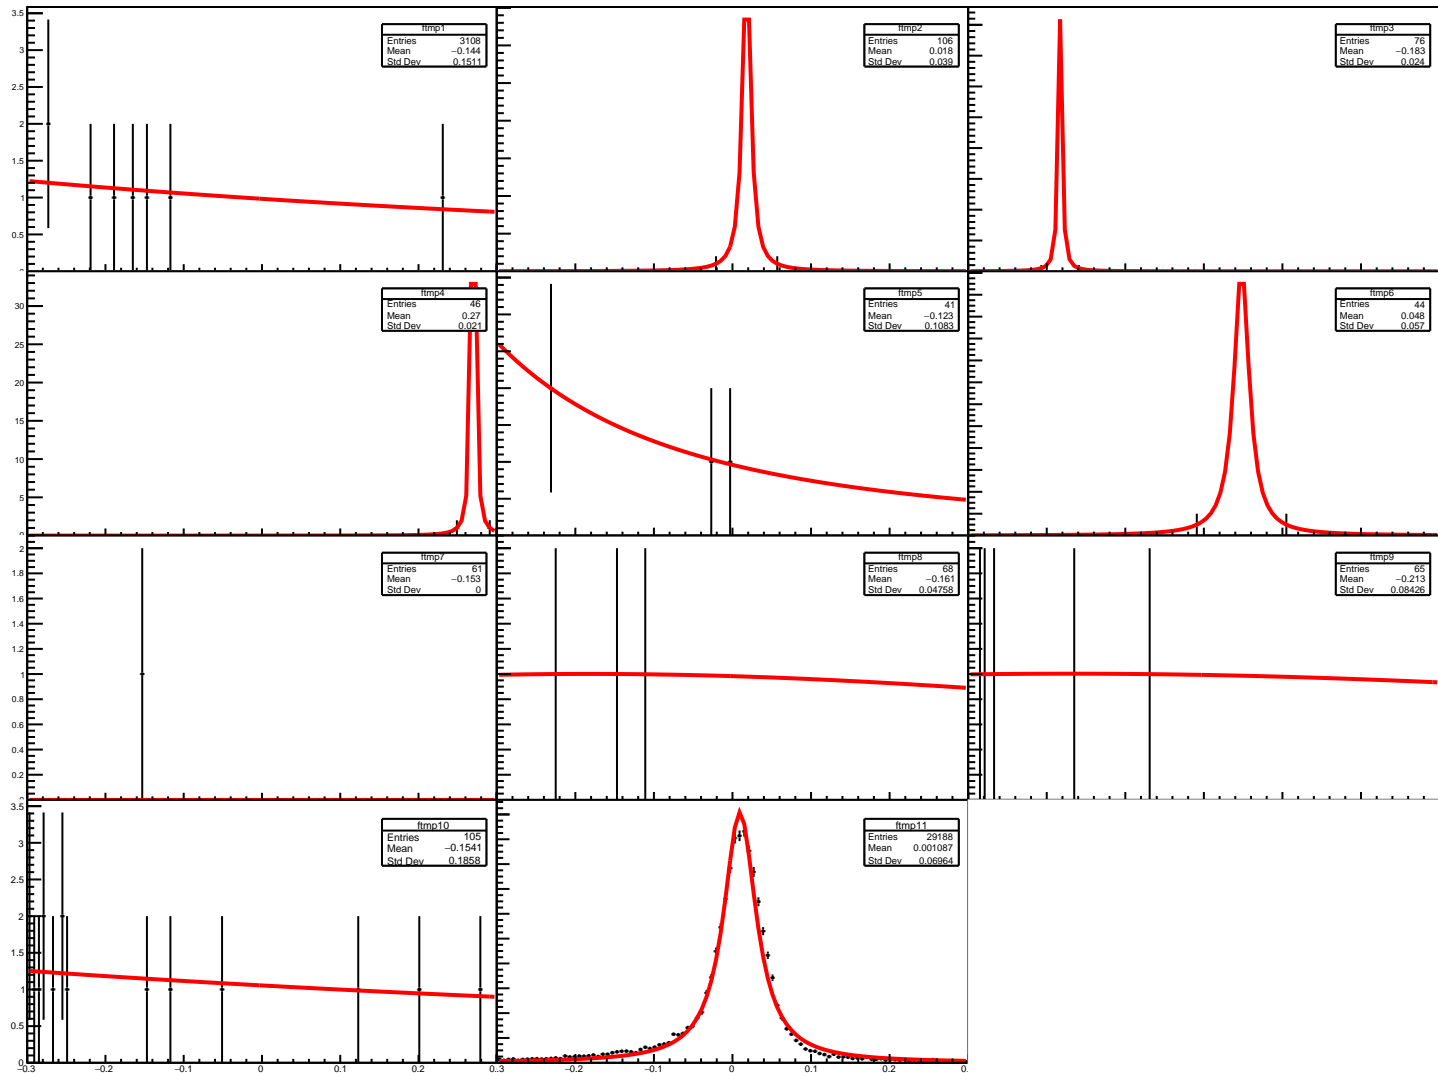 3.5
3
2.5
2
1.5
1
0.5
ftmp1
Entries 3108
Mean −0.144
Std Dev 0.1511
ftmp2
Entries 106
Mean 0.018
Std Dev 0.039
ftmp3
Entries 76
Mean −0.183
Std Dev 0.024
30
25
20
15
10
5
ftmp4
Entries 46
Mean 0.27
Std Dev 0.021
ftmp5
Entries 41
Mean −0.123
Std Dev 0.1083
ftmp6
Entries 44
Mean 0.048
Std Dev 0.057
2
1.8
1.6
1.4
1.2
1
0.8
0.6
0.4
0.2
ftmp7
Entries 61
Mean −0.153
Std Dev 0
ftmp8
Entries 68
Mean −0.161
Std Dev 0.04758
ftmp9
Entries 65
Mean −0.213
Std Dev 0.08426
3.5
3
2.5
2
1.5
1
0.5
0
ftmp10
Entries 105
Mean −0.1541
Std Dev 0.1858
ftmp11
Entries 29188
Mean 0.001087
Std Dev 0.06964
−0.3 −0.2 −0.1 0 0.1 0.2 0.3 −0.2 −0.1 0 0.1 0.2 0.